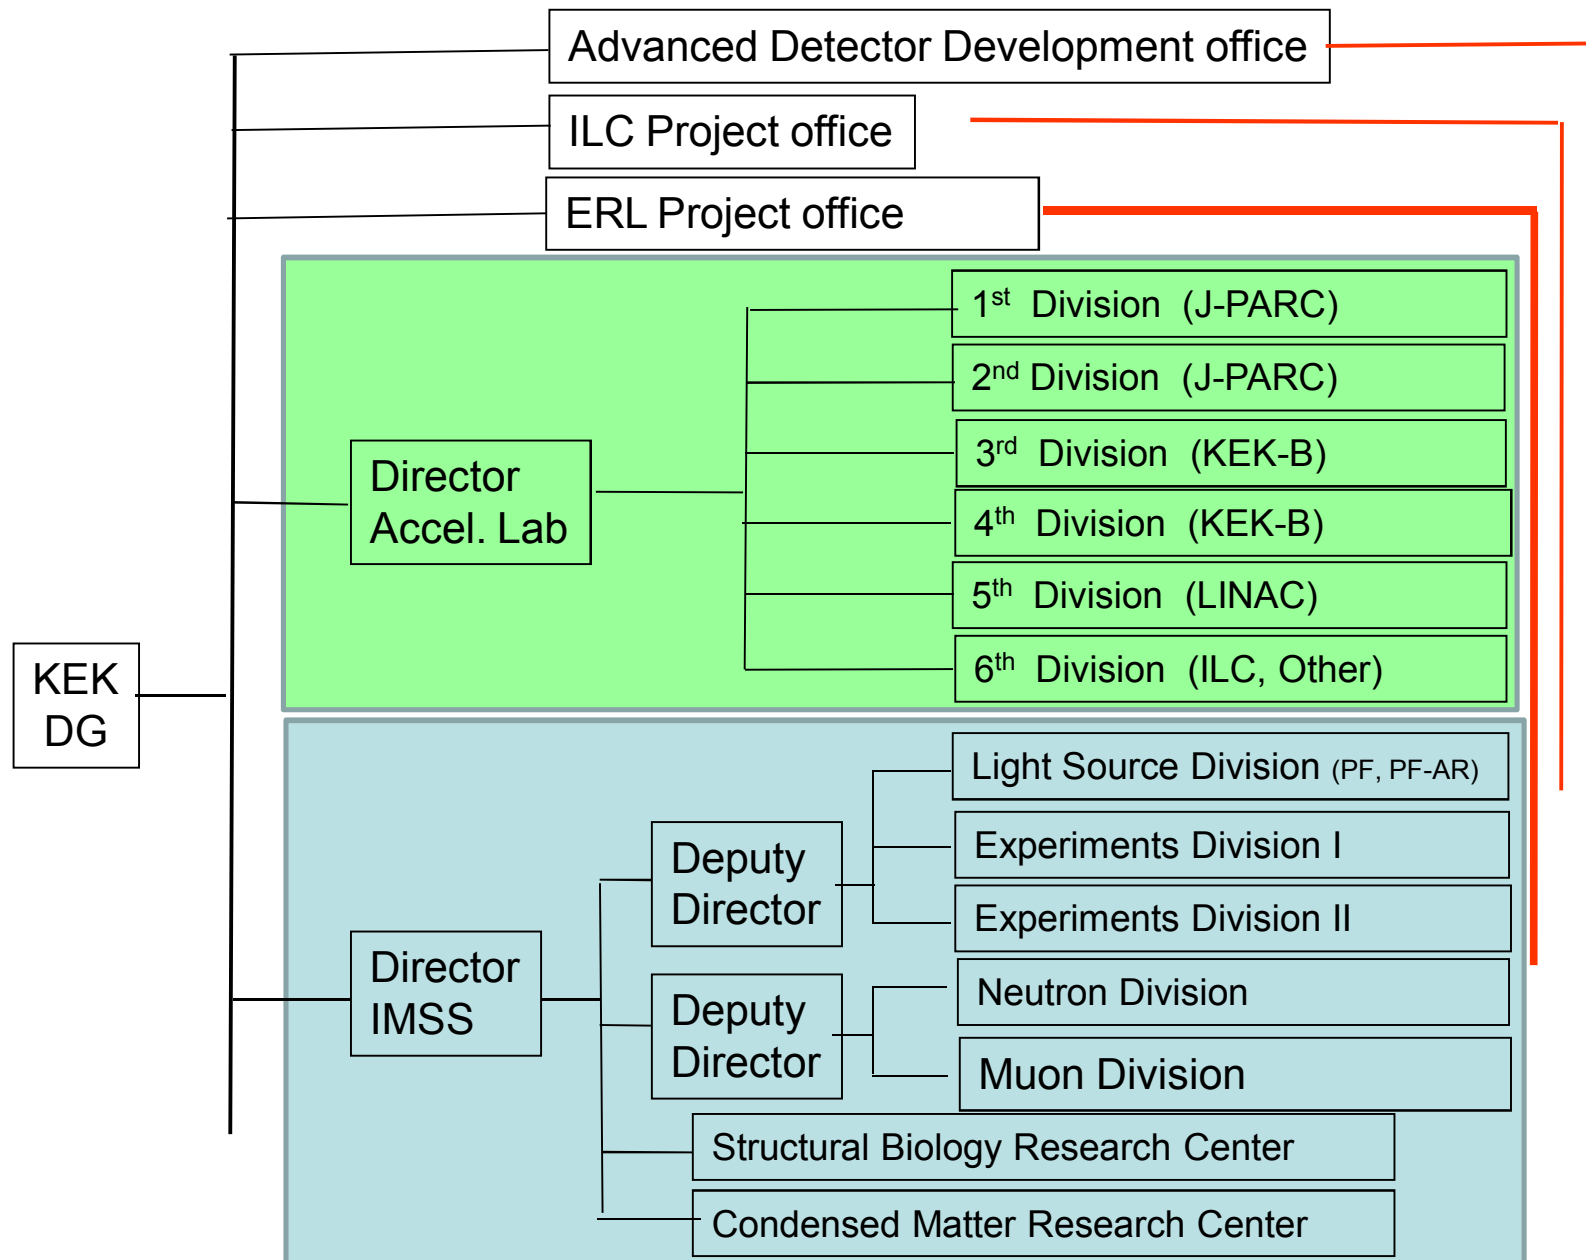 Advanced Detector Development office
ILC Project office
ERL Project office
1st Division (J-PARC)
2nd Division (J-PARC)
3rd Division (KEK-B)
Director
Accel. Lab
4th Division (KEK-B)
5th Division (LINAC)
6th Division (ILC, Other)
KEK
DG
Light Source Division (PF, PF-AR)
Deputy
Director
Experiments Division I
Experiments Division II
Director
IMSS
Deputy
Director
Neutron Division
Muon Division
Structural Biology Research Center
Condensed Matter Research Center